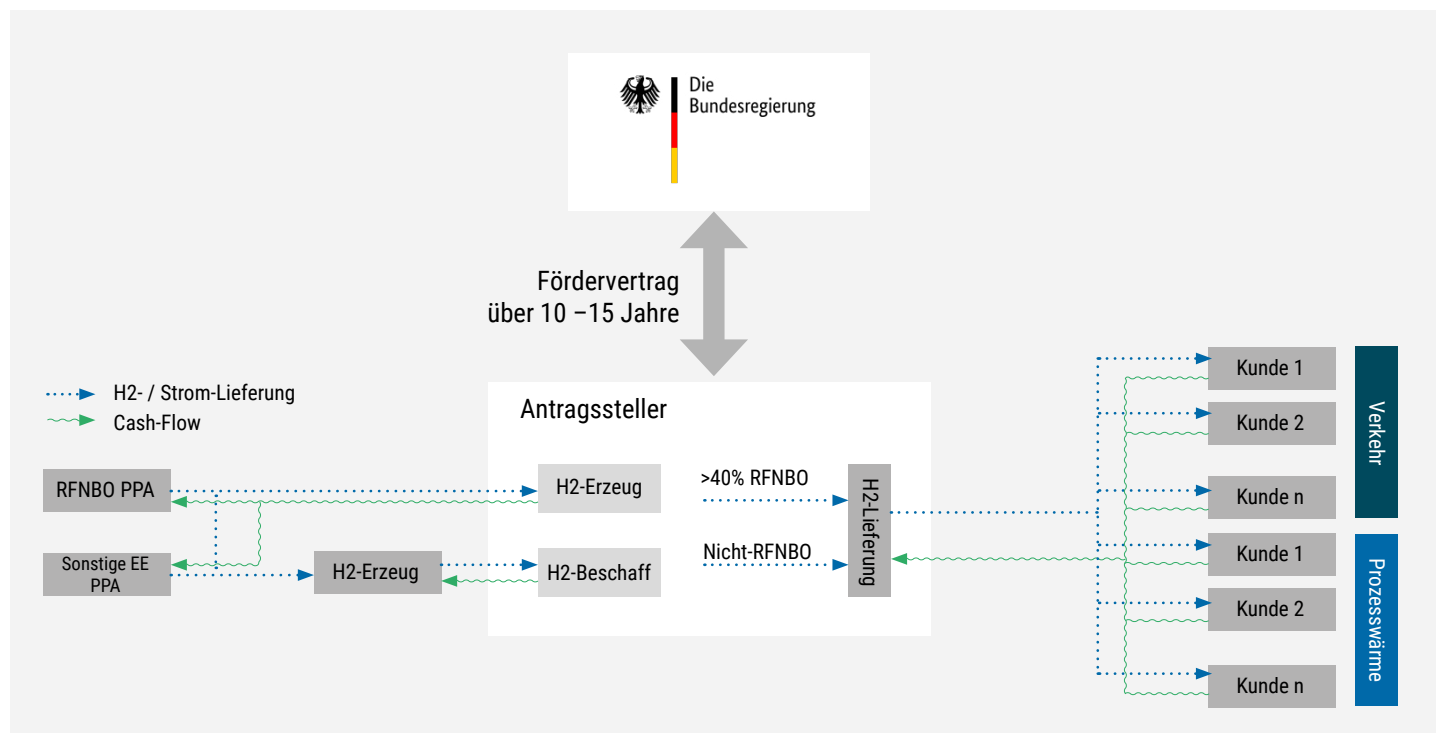 Die
Bundesregierung
Fördervertrag
über 10 –15 Jahre
H2- / Strom-Lieferung
Cash-Flow
Antragssteller
RFNBO PPA
Sonstige EE
PPA
H2-Erzeug
H2-Erzeug
H2-Beschaff
>40% RFNBO
Nicht-RFNBO
H2-Lieferung
Kunde 1
Kunde 2
Kunde n
Verkehr
Kunde 1
Kunde 2
Kunde n
Prozesswärme